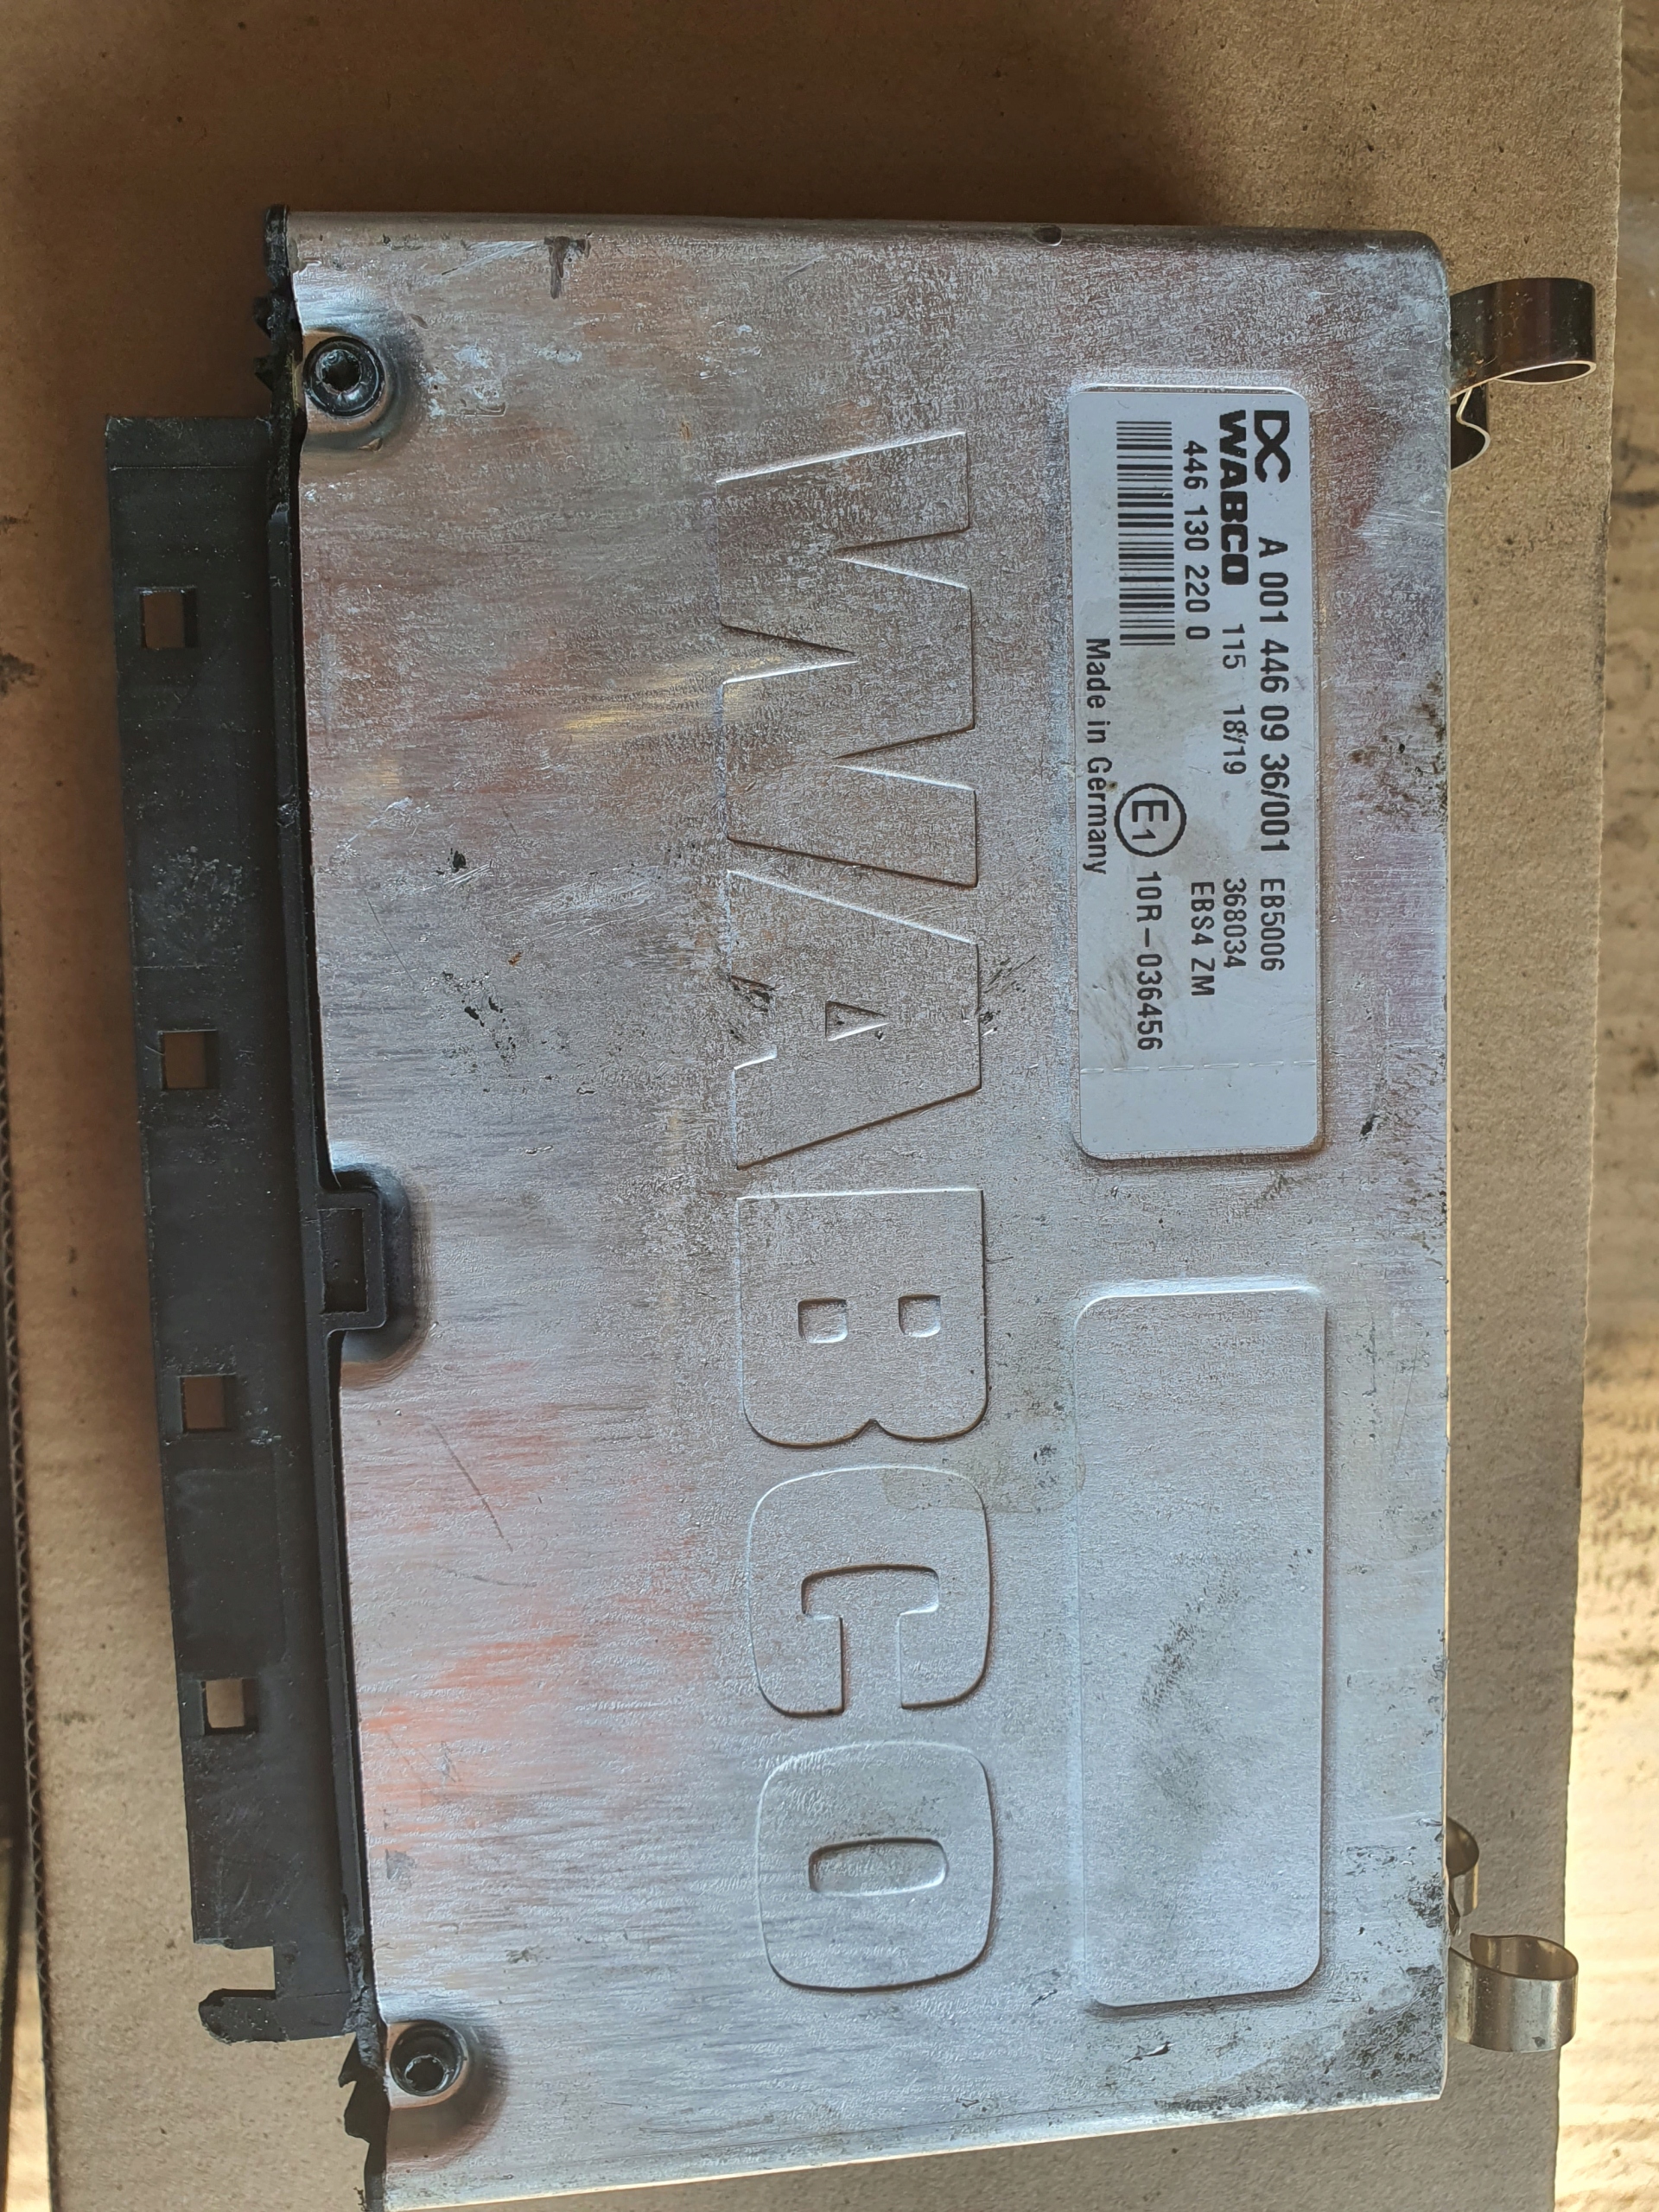 DC A 001 446 09 36/001 EB5006
WABCO 115 18/19 368034
446 130 220 0 EBS4 ZM
E1 10R-036456
Made in Germany
WABCO